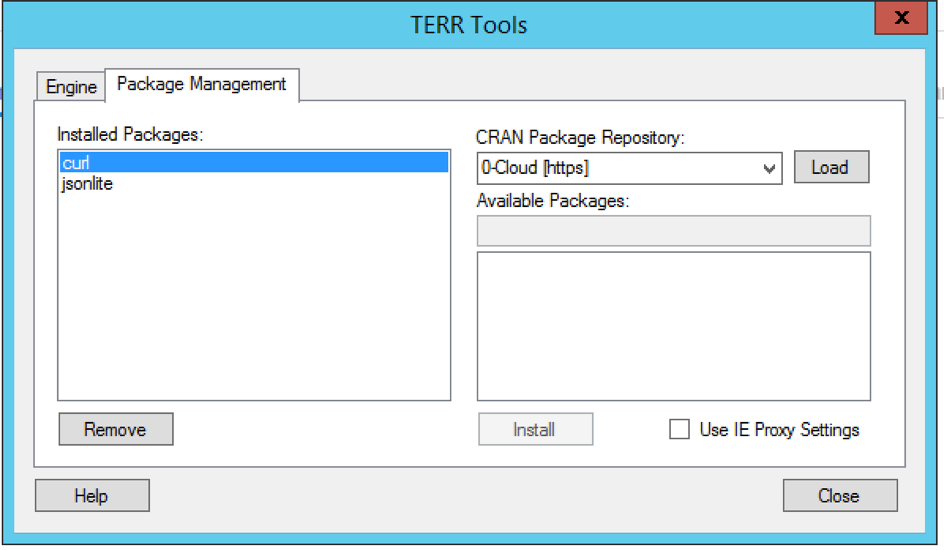 TERR Tools
x
Engine
Package Management
Installed Packages:
curl
jsonlite
Remove
CRAN Package Repository:
0-Cloud [https]
Load
Available Packages:
Install
Use IE Proxy Settings
Help
Close